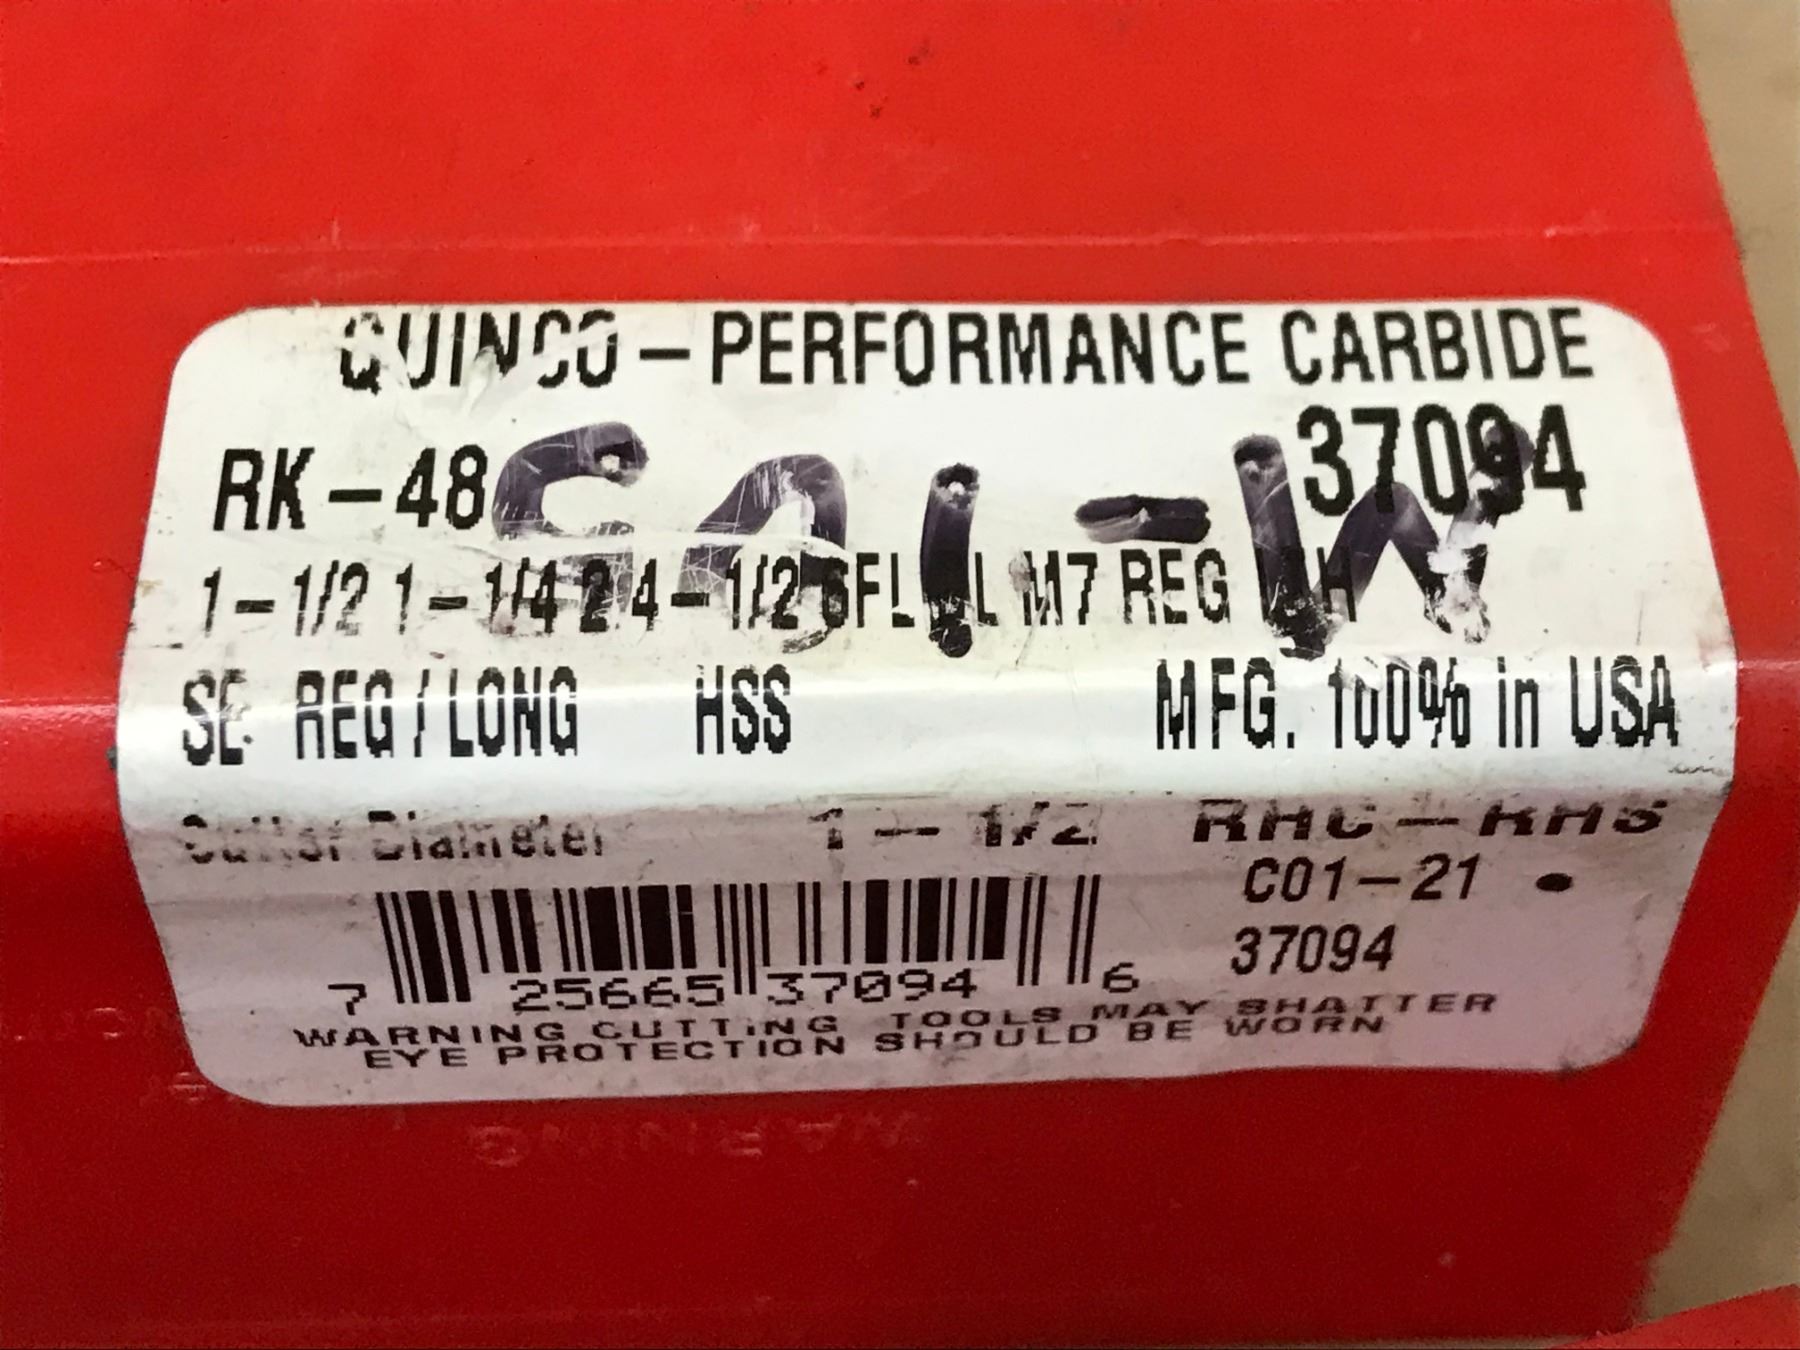 QUINCO-PERFORMANCE CARBIDE
RK-48 37094
1-1/2 1-1/4 2 4-1/2 6FL M7 REG
SE REG/LONG HSS MFG. 100% in USA
Cutter Diameter 1-1/2 RHC-RHS
C01-21
37094
7 25665 37094 6
WARNING CUTTING TOOLS MAY SHATTER
EYE PROTECTION SHOULD BE WORN
WARNING